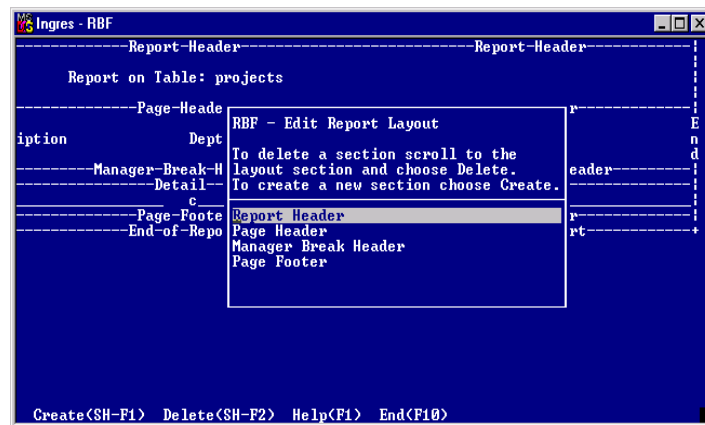 Ingres - RBF
------------Report-Header-------------------------Report-Header-----------
Report on Table: projects
-------------Page-Heade
r------------
RBF - Edit Report Layout
E
iption Dept
n
To delete a section scroll to the
d
--------Manager-Break-H
layout section and choose Delete.
eader--------
---------------Detail--
To create a new section choose Create.
c
-------------Page-Foote
Report Header
r------------
------------End-of-Repo
Page Header
rt-----------+
Manager Break Header
Page Footer
Create(SH-F1) Delete(SH-F2) Help(F1) End(F10)